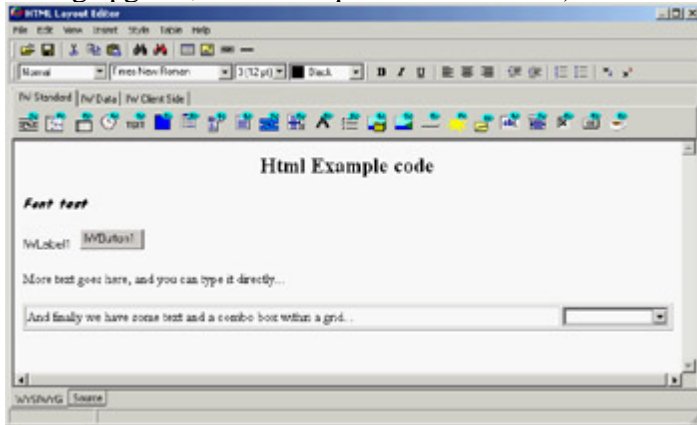 HTML Layout Editor
File Edit View Insert Style Table Help
Normal Times New Roman 3 (12 pt) Black B I U
IW Standard IW Data IW Client Side
Html Example code
Font test
IWLabel1 IWButton1
More text goes here, and you can type it directly...
And finally we have some text and a combo box within a grid...
WYSIWYG Source